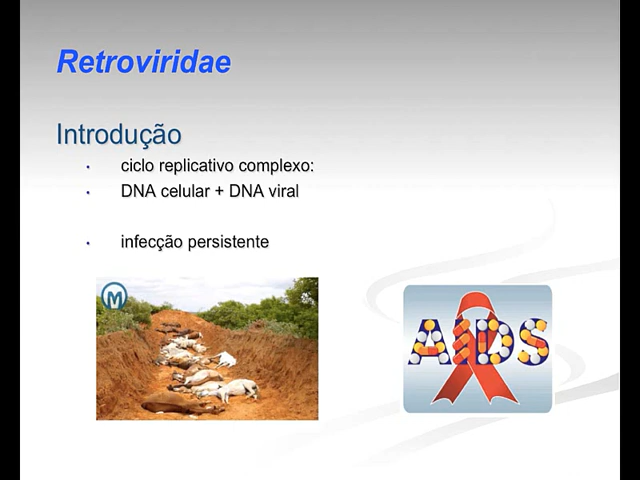 Retroviridae
Introdução
• ciclo replicativo complexo:
• DNA celular + DNA viral
• infecção persistente
M
AIDS